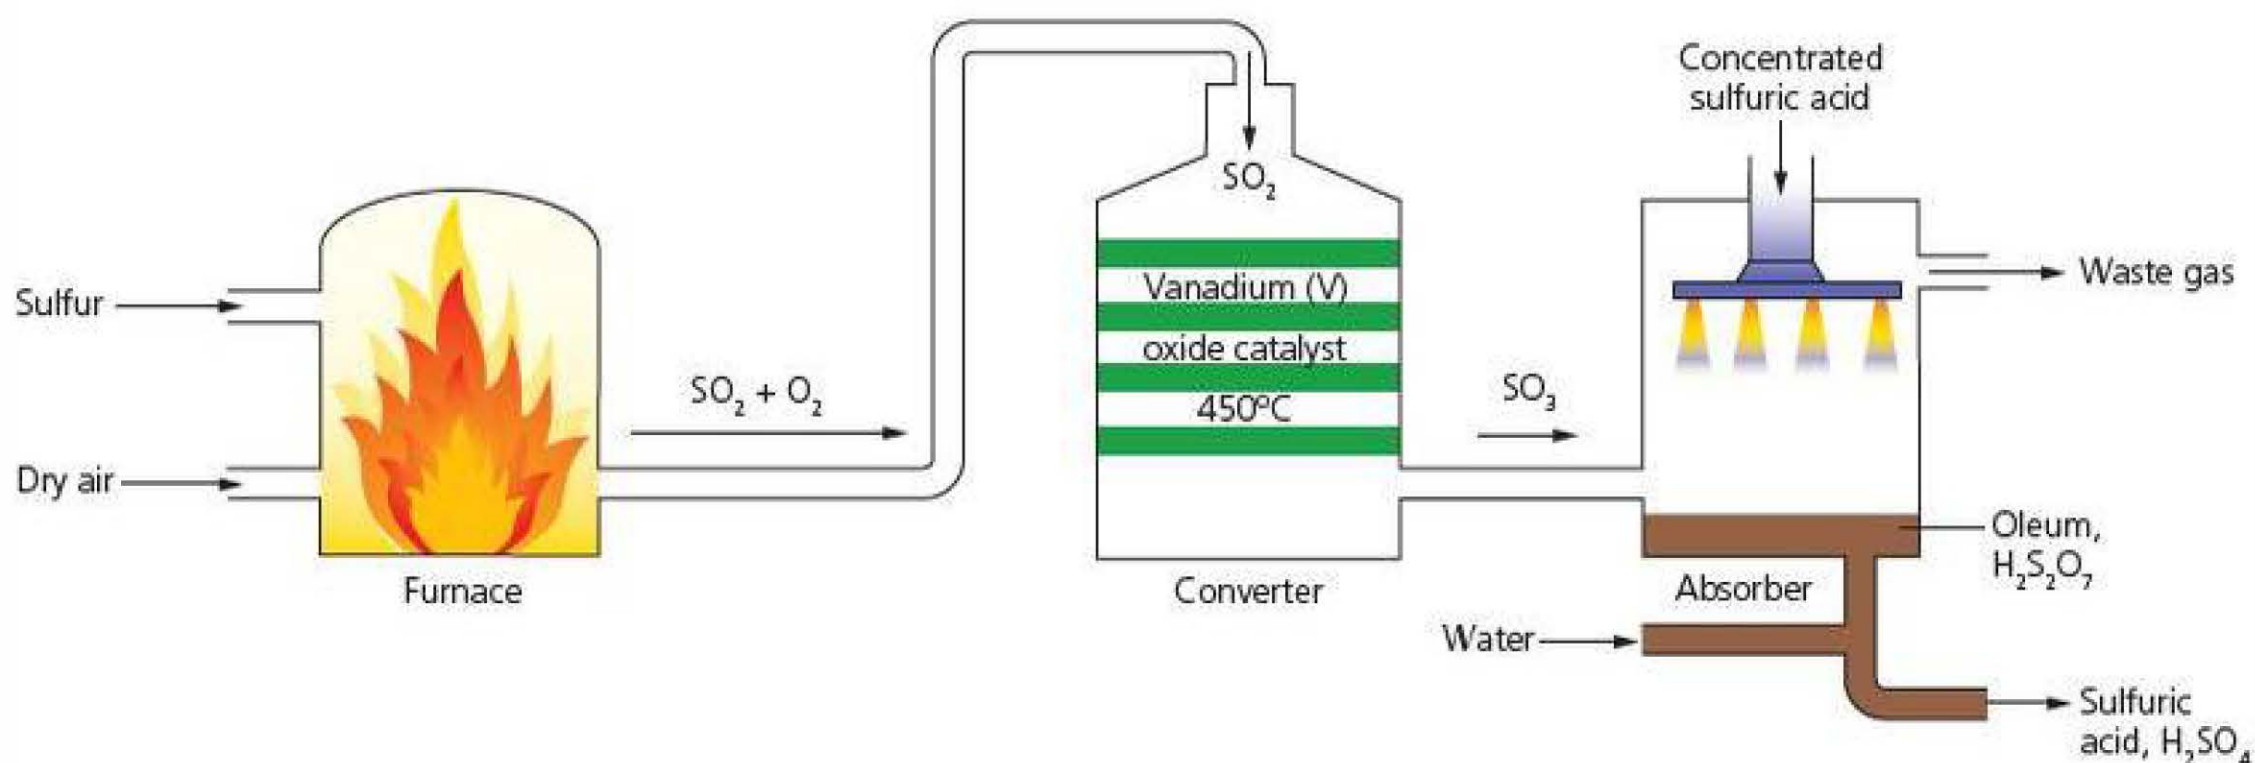 Concentrated
sulfuric acid
SO₂
Sulfur
Waste gas
Vanadium (V)
oxide catalyst
450ºC
SO₂ + O₂
SO₃
Dry air
Oleum,
H₂S₂O₇
Furnace
Converter
Absorber
Water
Sulfuric
acid, H₂SO₄